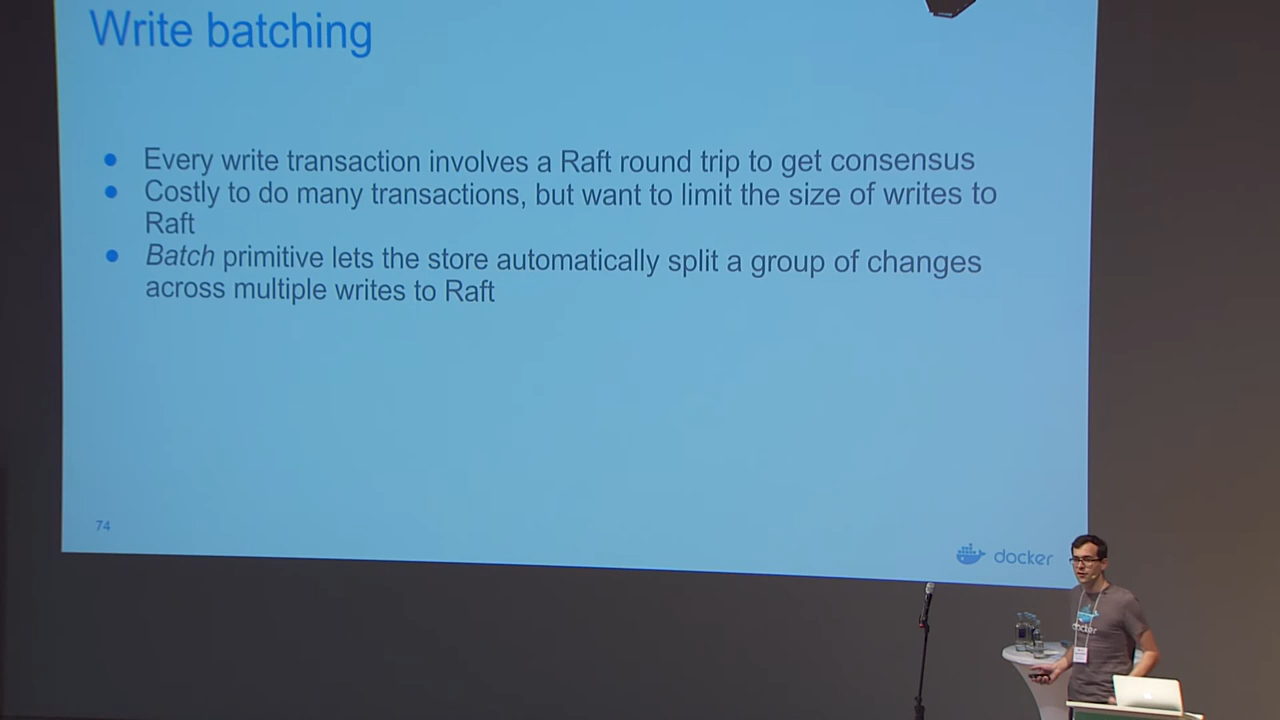 Write batching
Every write transaction involves a Raft round trip to get consensus
Costly to do many transactions, but want to limit the size of writes to
Raft
Batch primitive lets the store automatically split a group of changes
across multiple writes to Raft
74
docker
docker